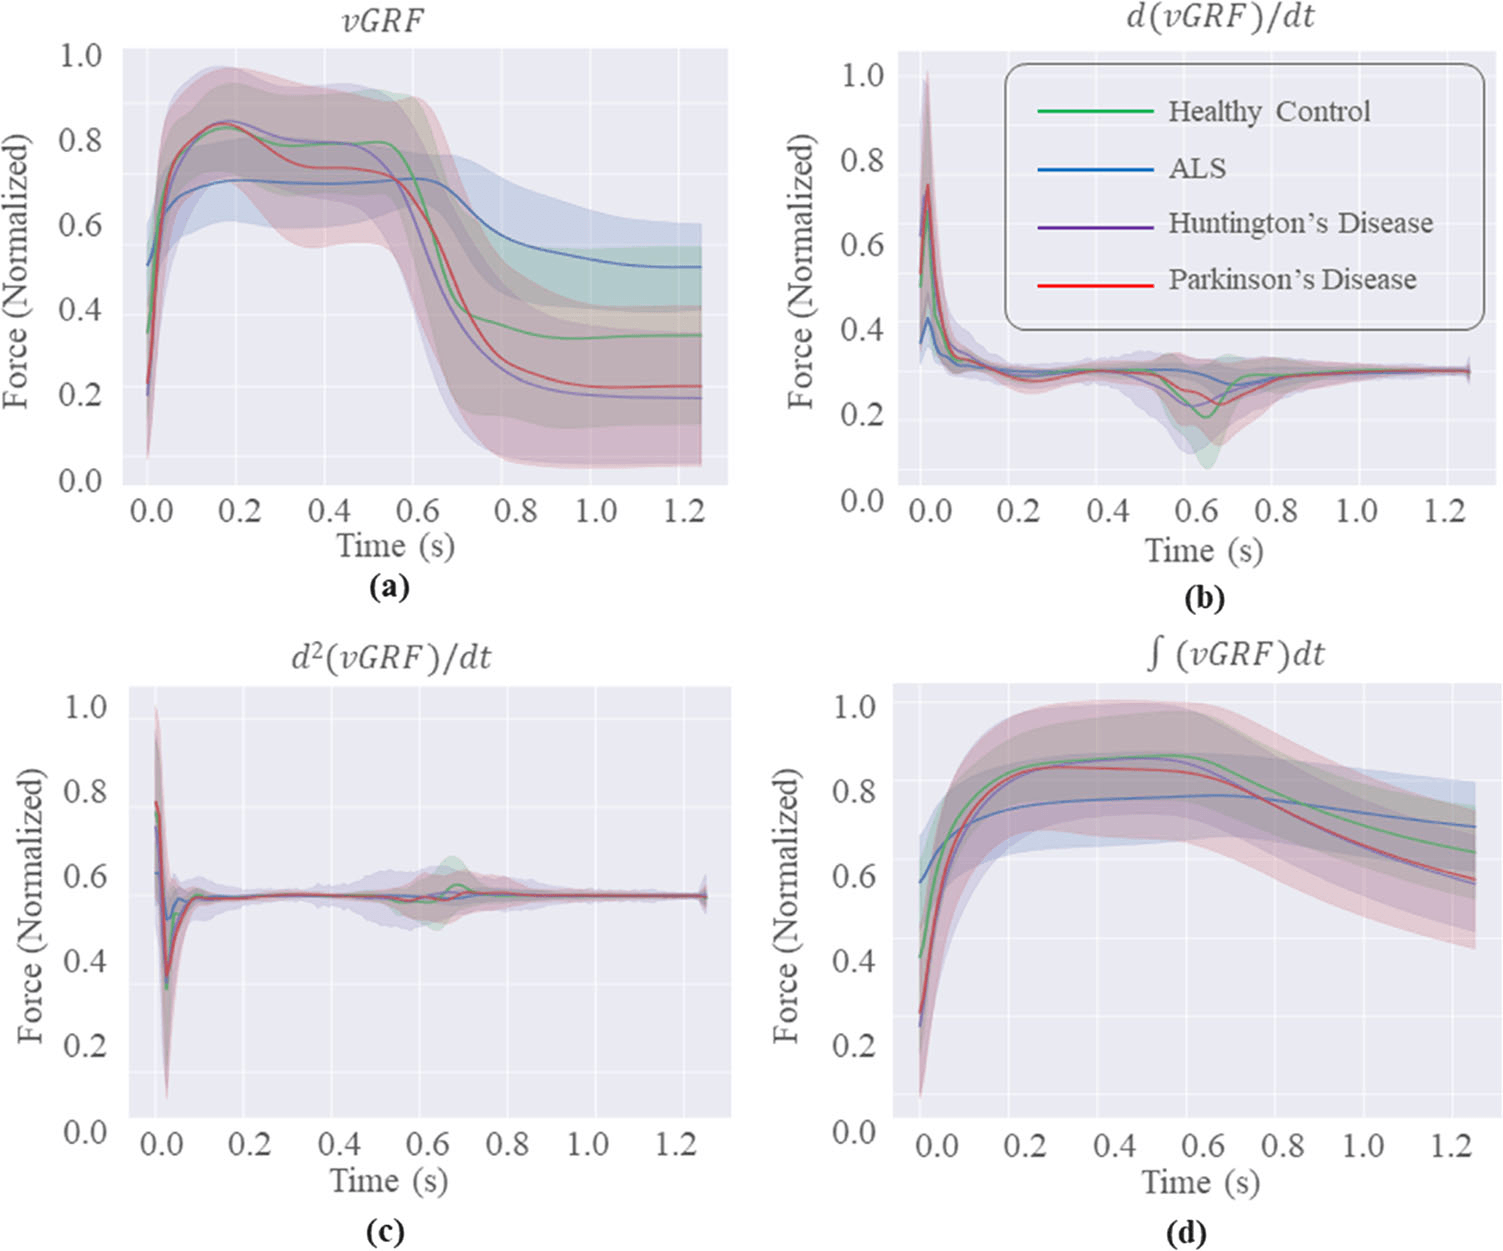 vGRF
1.0
0.8
0.6
0.4
0.2
0.0
Force (Normalized)
0.0 0.2 0.4 0.6 0.8 1.0 1.2
Time (s)
(a)
d(vGRF)/dt
1.0
0.8
0.6
0.4
0.2
0.0
Force (Normalized)
Healthy Control
ALS
Huntington's Disease
Parkinson's Disease
0.0 0.2 0.4 0.6 0.8 1.0 1.2
Time (s)
(b)
d²(vGRF)/dt
1.0
0.8
0.6
0.4
0.2
0.0
Force (Normalized)
0.0 0.2 0.4 0.6 0.8 1.0 1.2
Time (s)
(c)
∫ (vGRF)dt
1.0
0.8
0.6
0.4
0.2
0.0
Force (Normalized)
0.0 0.2 0.4 0.6 0.8 1.0 1.2
Time (s)
(d)